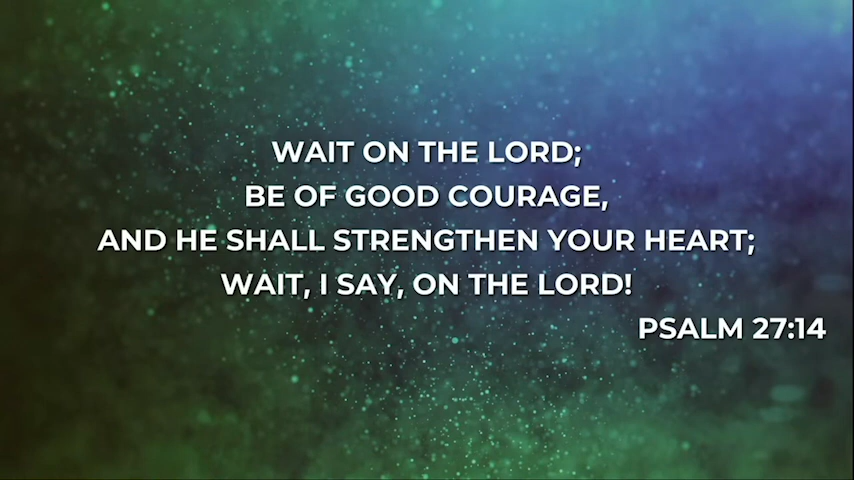 WAIT ON THE LORD;
BE OF GOOD COURAGE,
AND HE SHALL STRENGTHEN YOUR HEART;
WAIT, I SAY, ON THE LORD!
PSALM 27:14